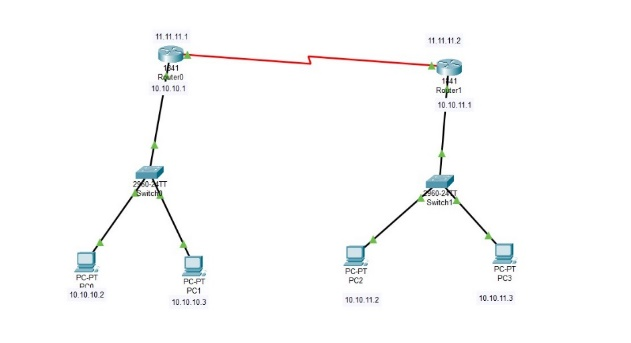 11.11.11.1
1841
Router0
10.10.10.1
11.11.11.2
1841
Router1
10.10.11.1
2960-24TT
Switch0
2960-24TT
Switch1
PC-PT
PC0
10.10.10.2
PC-PT
PC1
10.10.10.3
PC-PT
PC2
10.10.11.2
PC-PT
PC3
10.10.11.3